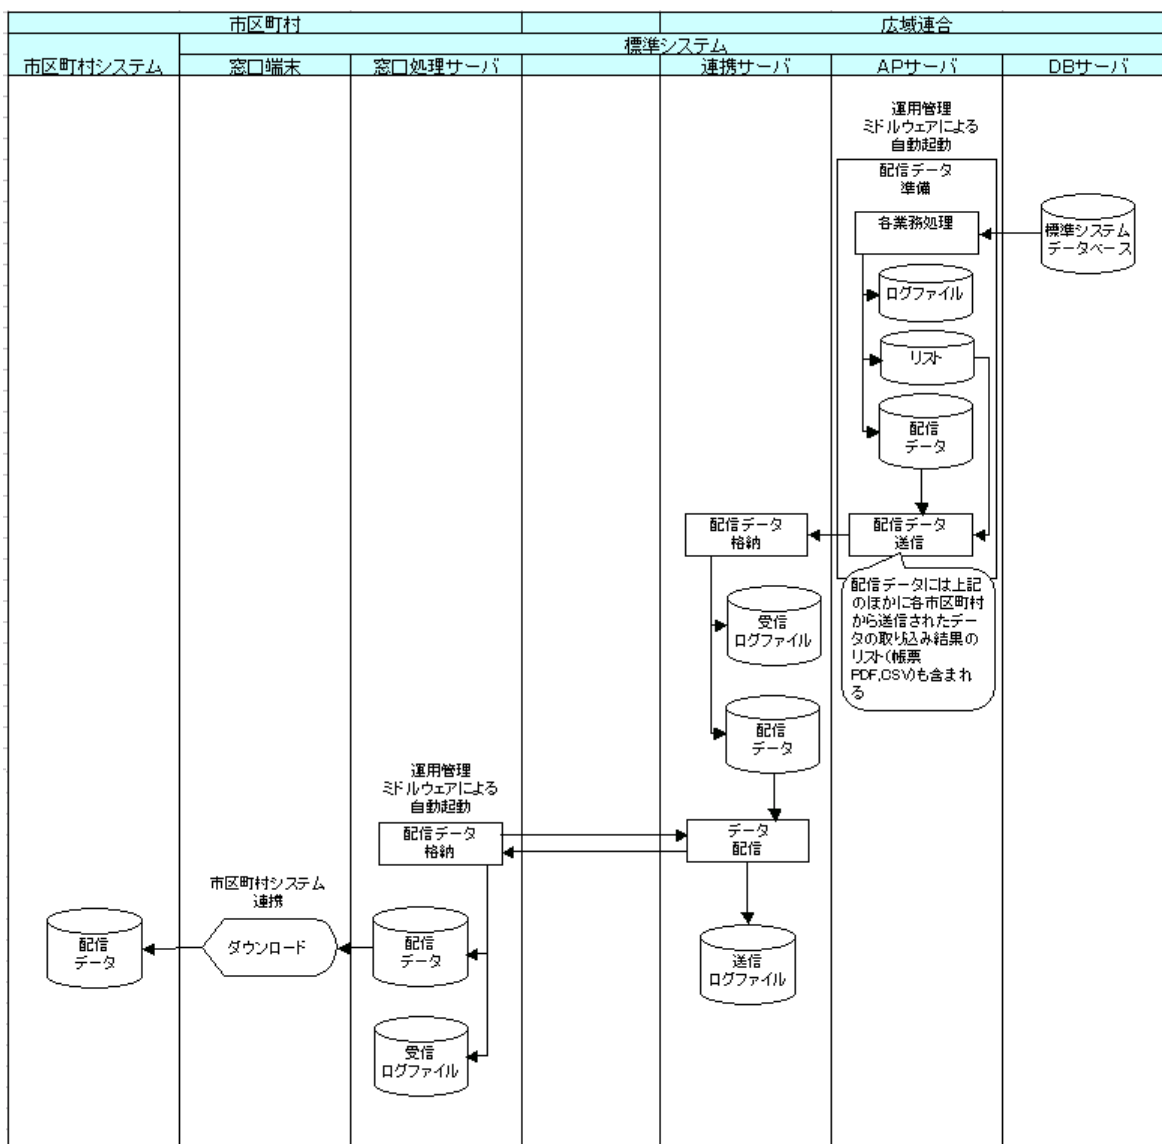 市区町村
広域連合
標準システム
市区町村システム
窓口端末
窓口処理サーバ
連携サーバ
APサーバ
DBサーバ
運用管理
ミドルウェアによる
自動起動
配信データ
準備
各業務処理
標準システム
データベース
ログファイル
リスト
配信
データ
配信データ
格納
配信データ
送信
配信データには上記
のほかに各市区町村
から送信されたデー
タの取り込み結果の
リスト(帳票
PDF,CSV)も含まれ
る
受信
ログファイル
配信
データ
運用管理
ミドルウェアによる
自動起動
配信データ
格納
データ
配信
市区町村システム
連携
配信
データ
ダウンロード
配信
データ
送信
ログファイル
受信
ログファイル